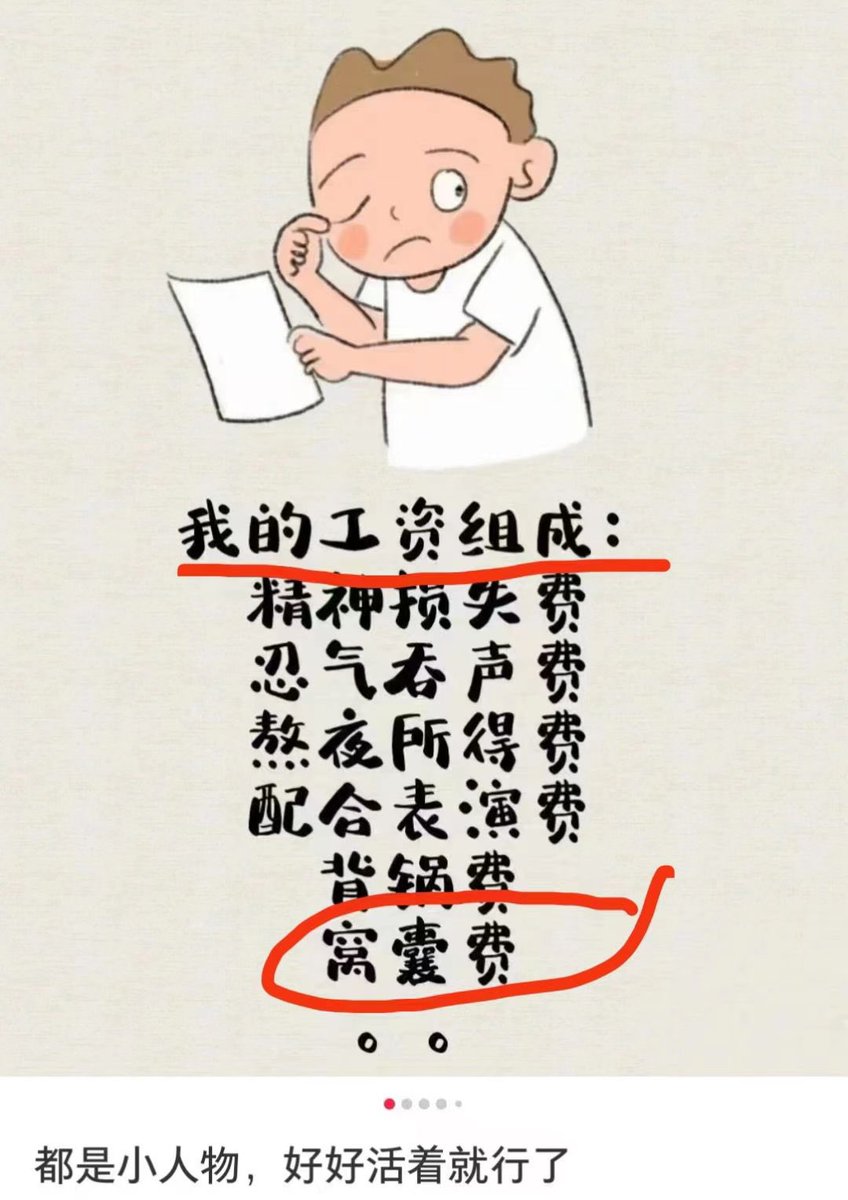 我的工资组成：
精神损失费
忍气吞声费
熬夜所得费
配合表演费
背锅费
窝囊费
。。
都是小人物，好好活着就行了